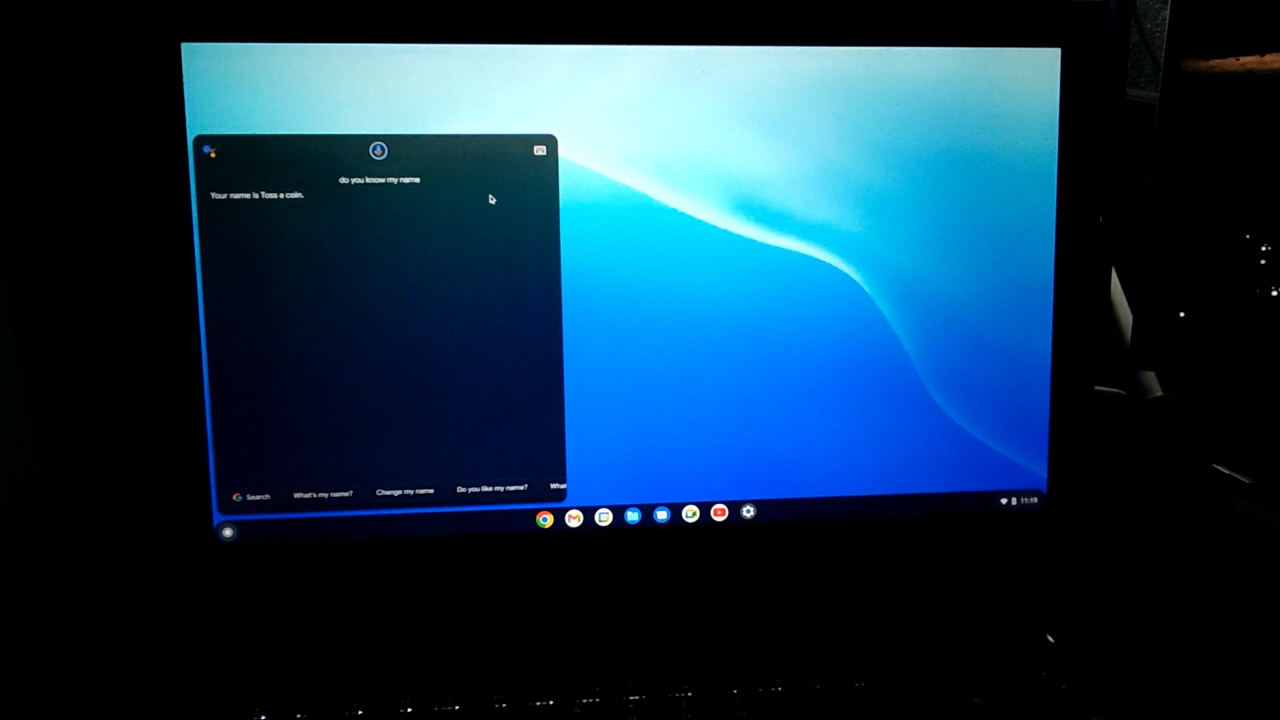 do you know my name
Your name is Toss a coin.
Search What's my name? Change my name Do you like my name? What